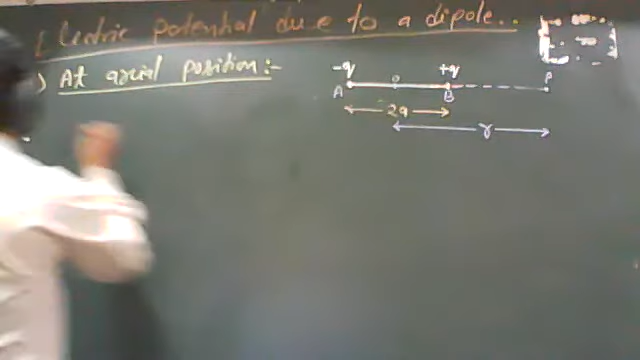 Electric potential due to a dipole..
) At axial position:-
-q +q
A O B P
2a
r